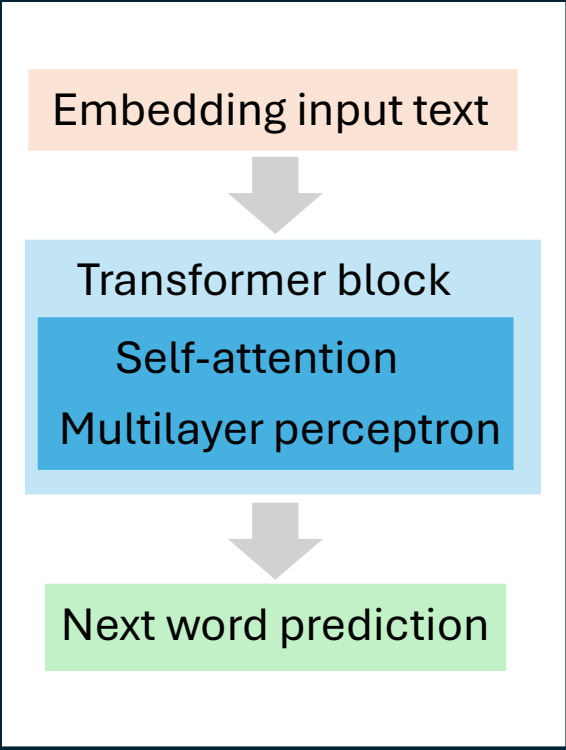 Embedding input text
Transformer block
Self-attention
Multilayer perceptron
Next word prediction